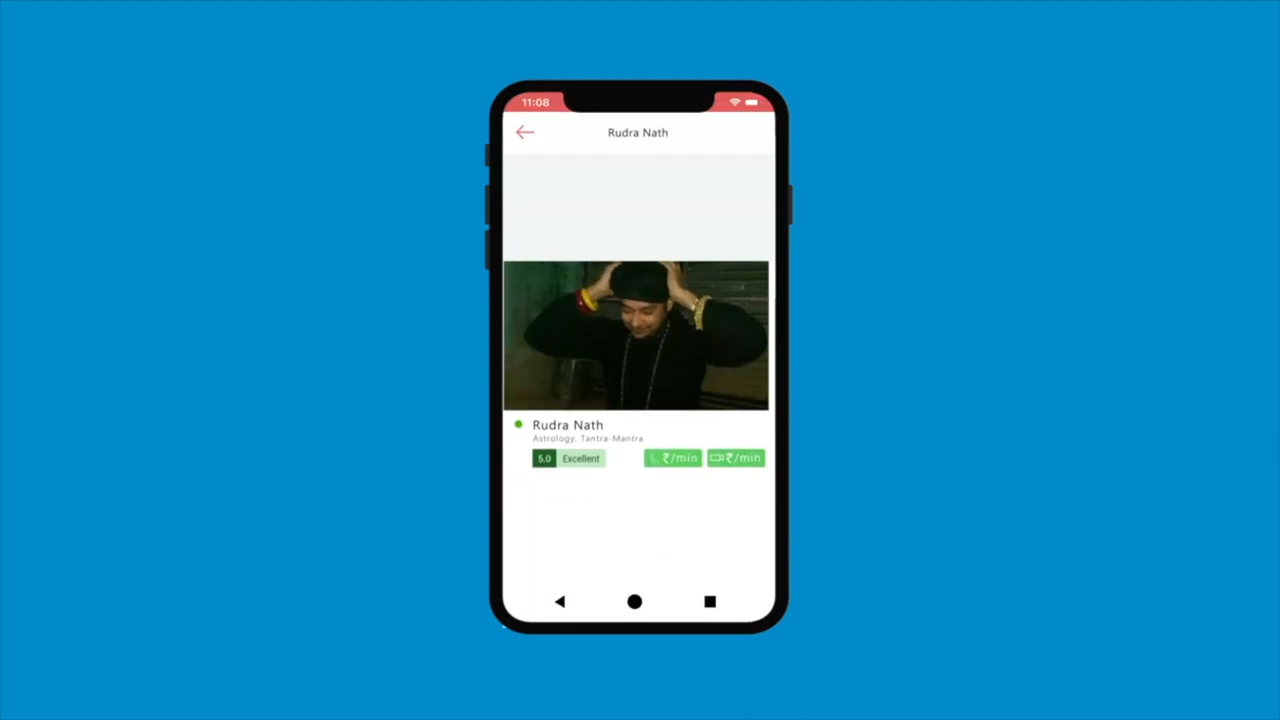 11:08
Rudra Nath
Rudra Nath
Astrology, Tantra-Mantra
5.0 Excellent ₹/min ₹/min